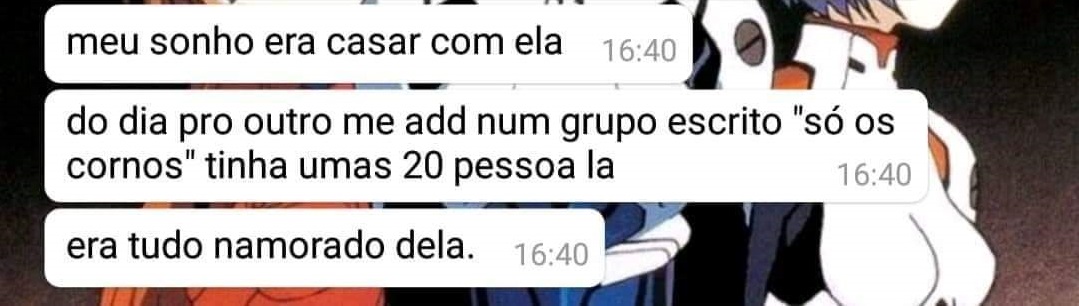 meu sonho era casar com ela 16:40
do dia pro outro me add num grupo escrito "só os
cornos" tinha umas 20 pessoa la 16:40
era tudo namorado dela. 16:40